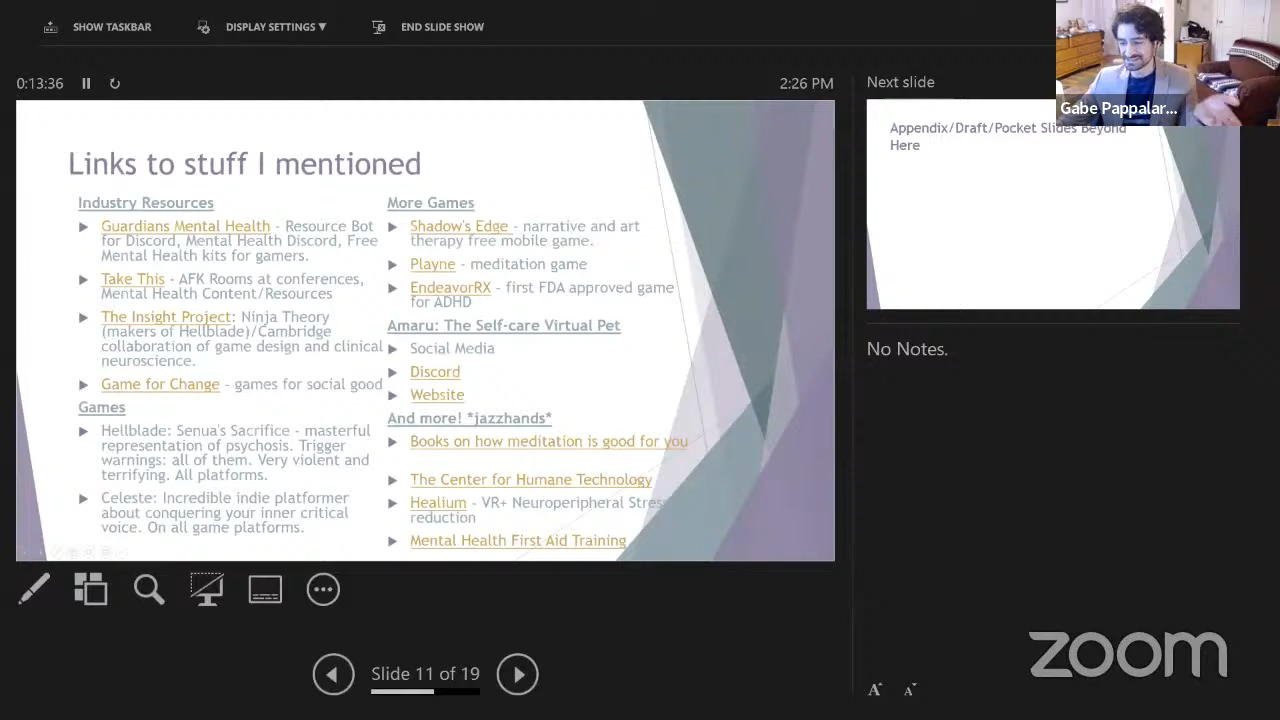 SHOW TASKBAR
DISPLAY SETTINGS ▼
END SLIDE SHOW
0:13:36
2:26 PM
Links to stuff I mentioned
Industry Resources
Guardians Mental Health - Resource Bot
for Discord, Mental Health Discord, Free
Mental Health kits for gamers.
Take This - AFK Rooms at conferences,
Mental Health Content/Resources
The Insight Project: Ninja Theory
(makers of Hellblade)/Cambridge
collaboration of game design and clinical
neuroscience.
Game for Change - games for social good
Games
Hellblade: Senua's Sacrifice - masterful
representation of psychosis. Trigger
warnings: all of them. Very violent and
terrifying. All platforms.
Celeste: Incredible indie platformer
about conquering your inner critical
voice. On all game platforms.
More Games
Shadow's Edge - narrative and art
therapy free mobile game.
Playne - meditation game
EndeavorRX - first FDA approved game
for ADHD
Amaru: The Self-care Virtual Pet
Social Media
Discord
Website
And more! *jazzhands*
Books on how meditation is good for you
The Center for Humane Technology
Healium - VR+ Neuroperipheral Stress
reduction
Mental Health First Aid Training
Slide 11 of 19
Next slide
Gabe Pappalar...
Appendix/Draft/Pocket Slides Beyond
Here
No Notes.
zoom
A A